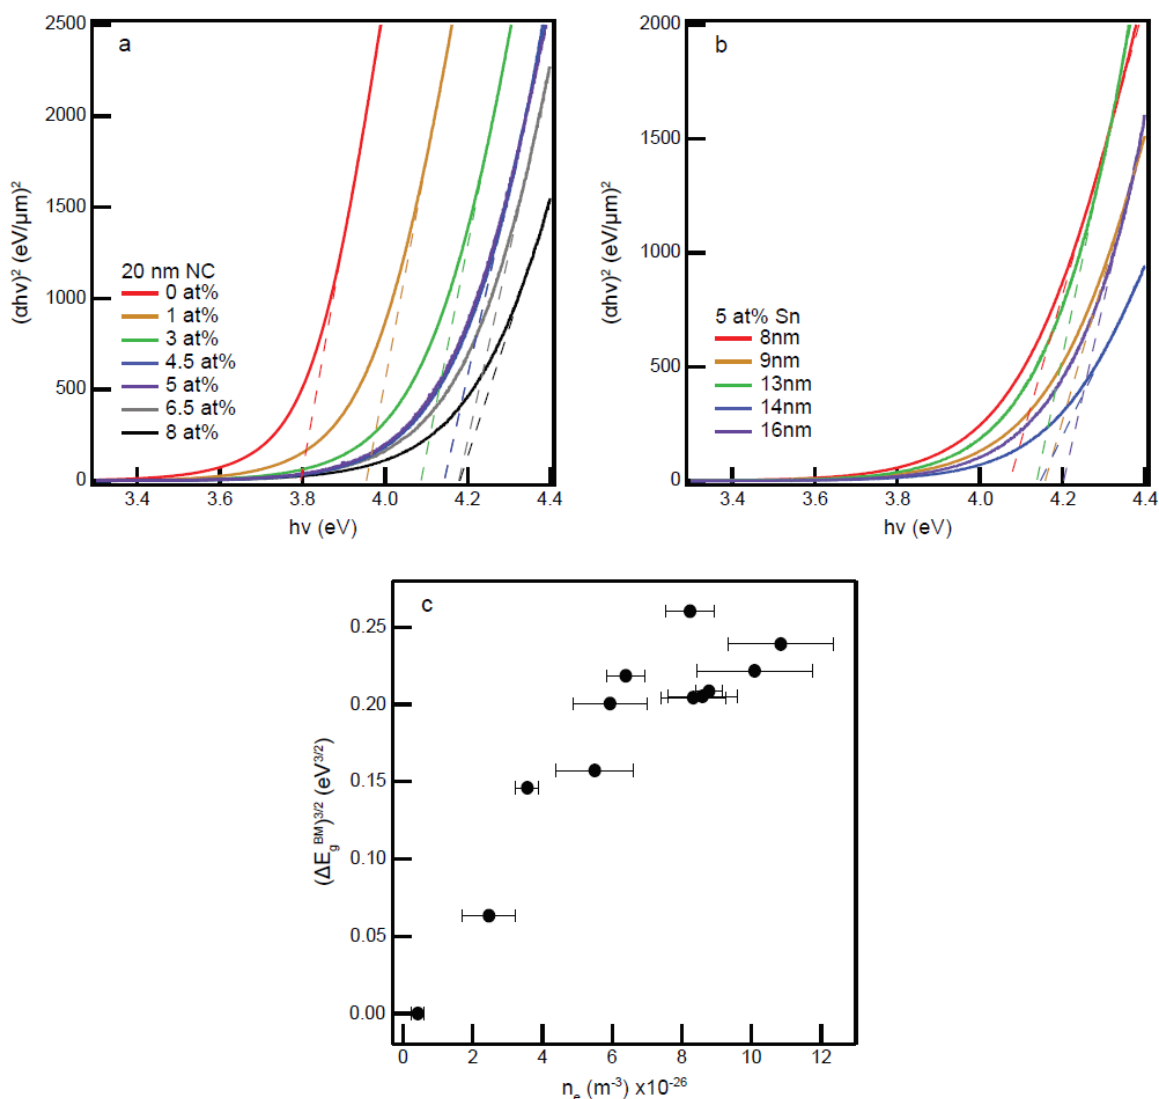 a
2500
2000
1500
1000
500
0
(αhν)² (eV/μm)²
20 nm NC
0 at%
1 at%
3 at%
4.5 at%
5 at%
6.5 at%
8 at%
3.4 3.6 3.8 4.0 4.2 4.4
hν (eV)
b
2000
1500
1000
500
0
(αhν)² (eV/μm)²
5 at% Sn
8nm
9nm
13nm
14nm
16nm
3.4 3.6 3.8 4.0 4.2 4.4
hν (eV)
c
0.25
0.20
0.15
0.10
0.05
0.00
(ΔE_g^BM)^3/2 (eV^3/2)
0 2 4 6 8 10 12
n_e (m⁻³) x10⁻²⁶